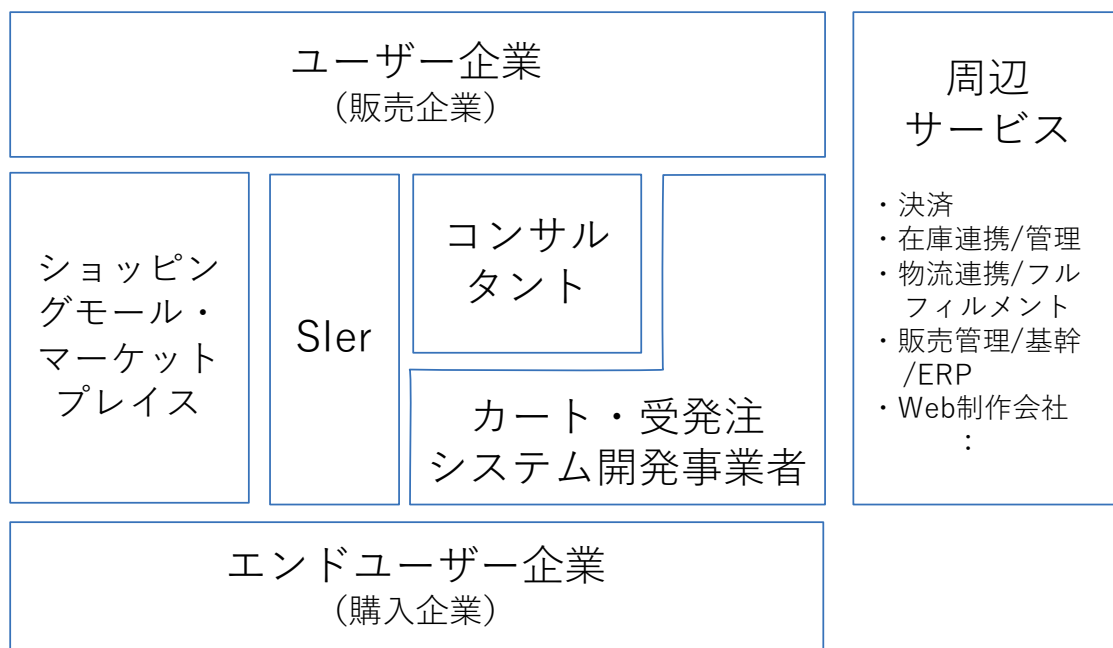 ユーザー企業
（販売企業）
ショッピン
グモール・
マーケット
プレイス
SIer
コンサル
タント
カート・受発注
システム開発事業者
エンドユーザー企業
（購入企業）
周辺
サービス
・決済
・在庫連携/管理
・物流連携/フル
フィルメント
・販売管理/基幹
/ERP
・Web制作会社
：